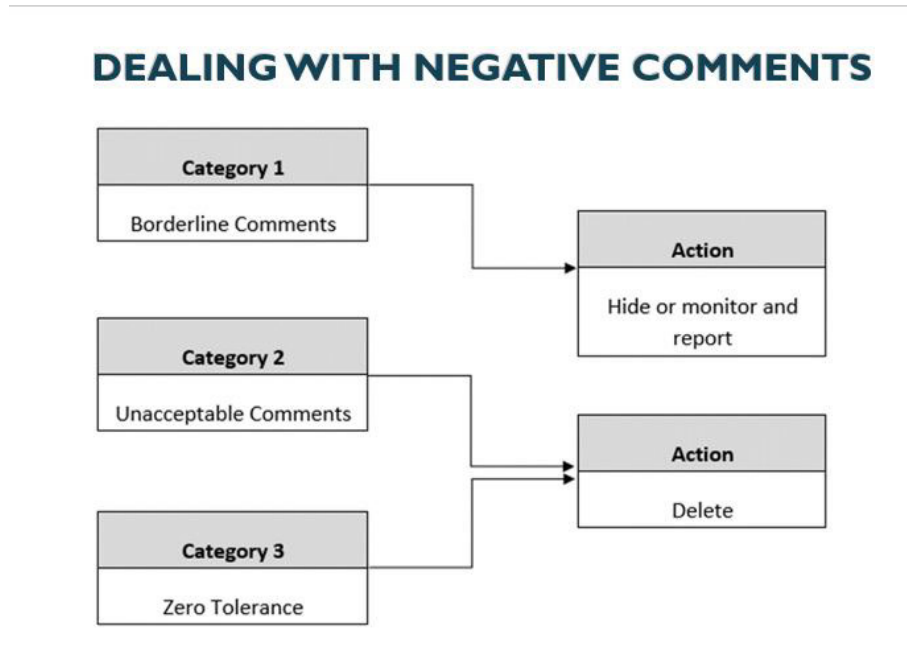 DEALING WITH NEGATIVE COMMENTS
Category 1
Borderline Comments
Action
Hide or monitor and
report
Category 2
Unacceptable Comments
Action
Delete
Category 3
Zero Tolerance